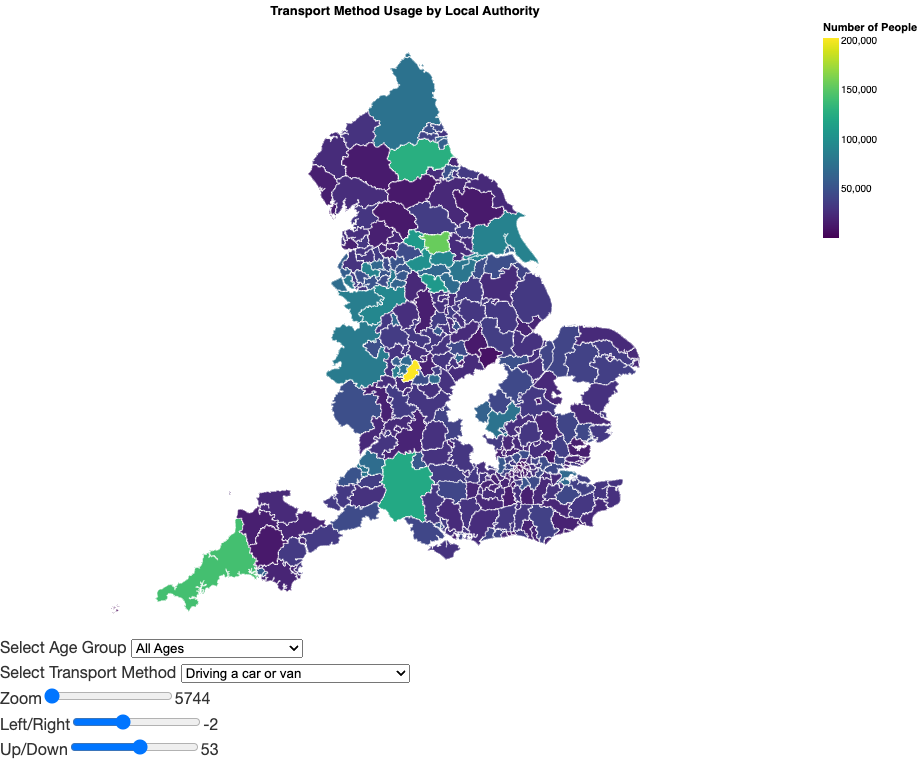 Transport Method Usage by Local Authority
Number of People
200,000
150,000
100,000
50,000
Select Age Group All Ages
Select Transport Method Driving a car or van
Zoom 5744
Left/Right -2
Up/Down 53